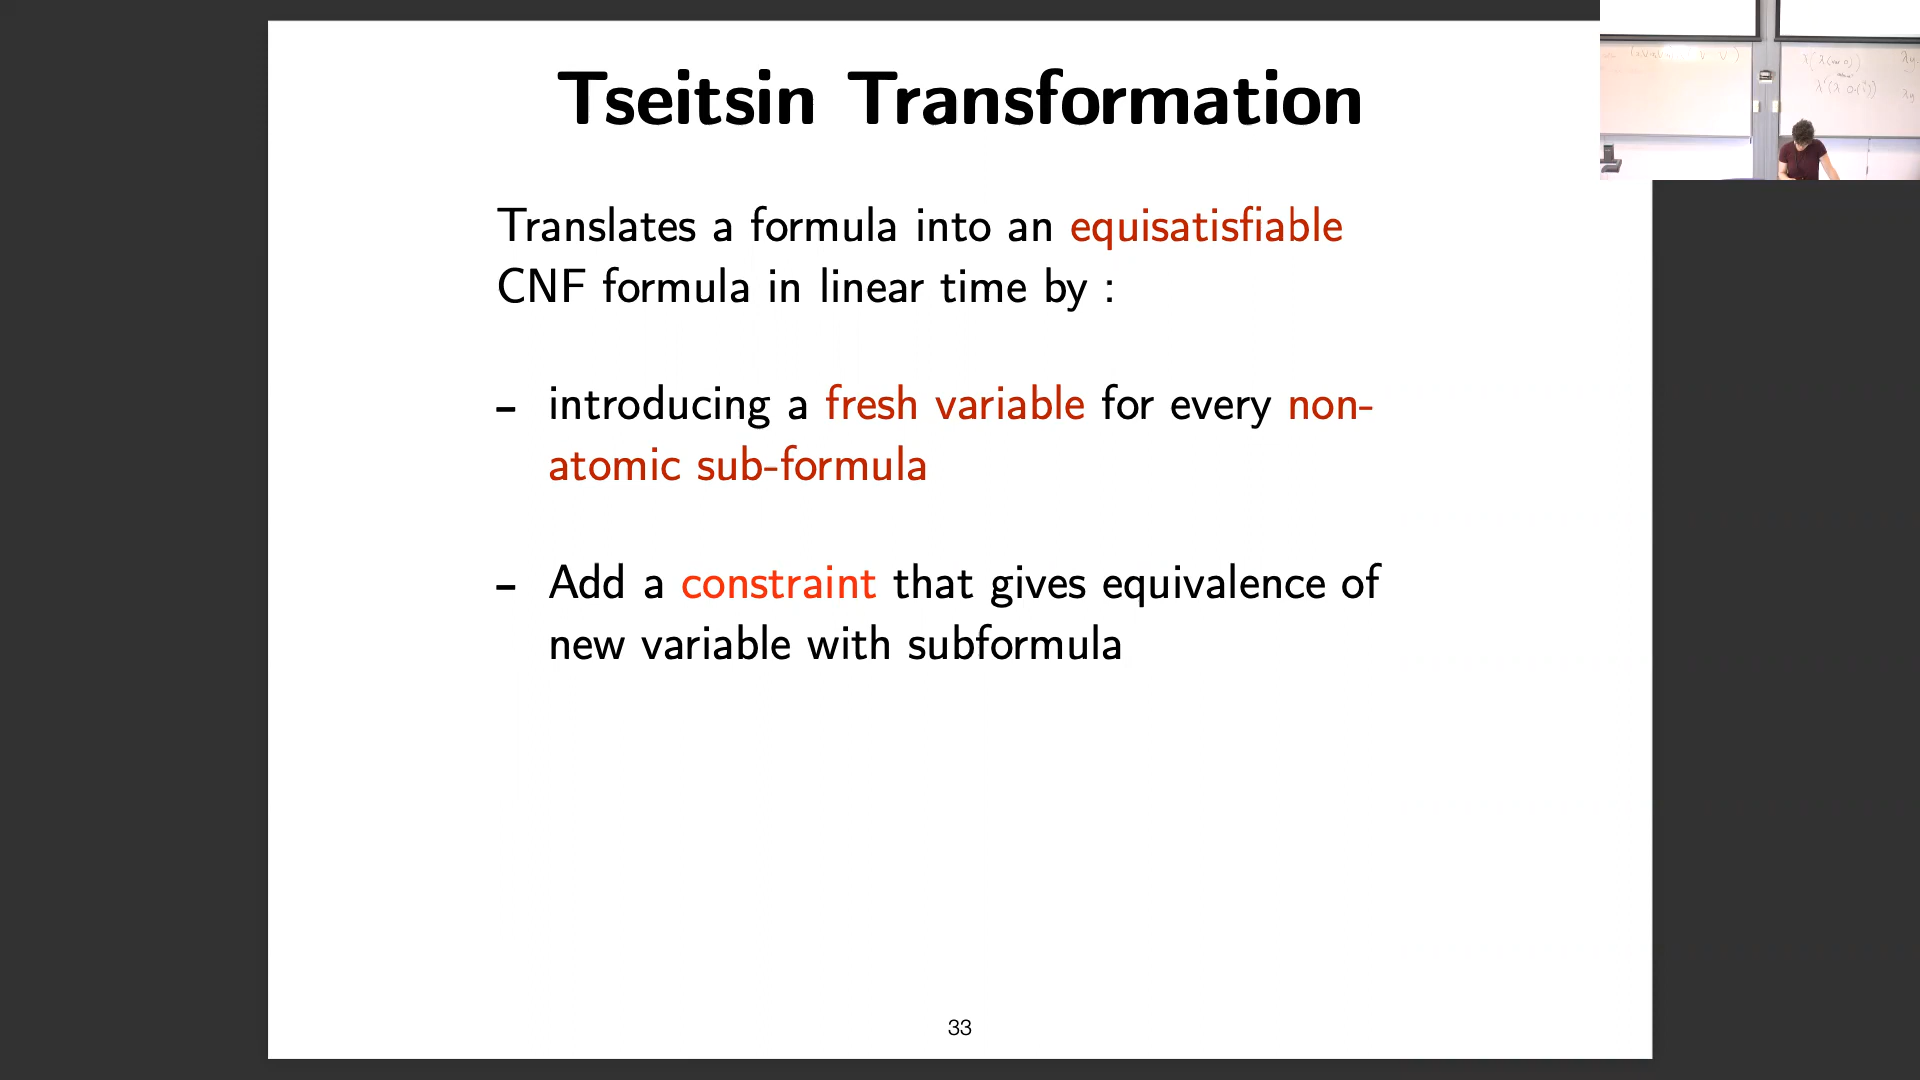 Tseitsin Transformation
Translates a formula into an equisatisfiable
CNF formula in linear time by :
– introducing a fresh variable for every non-
atomic sub-formula
– Add a constraint that gives equivalence of
new variable with subformula
33